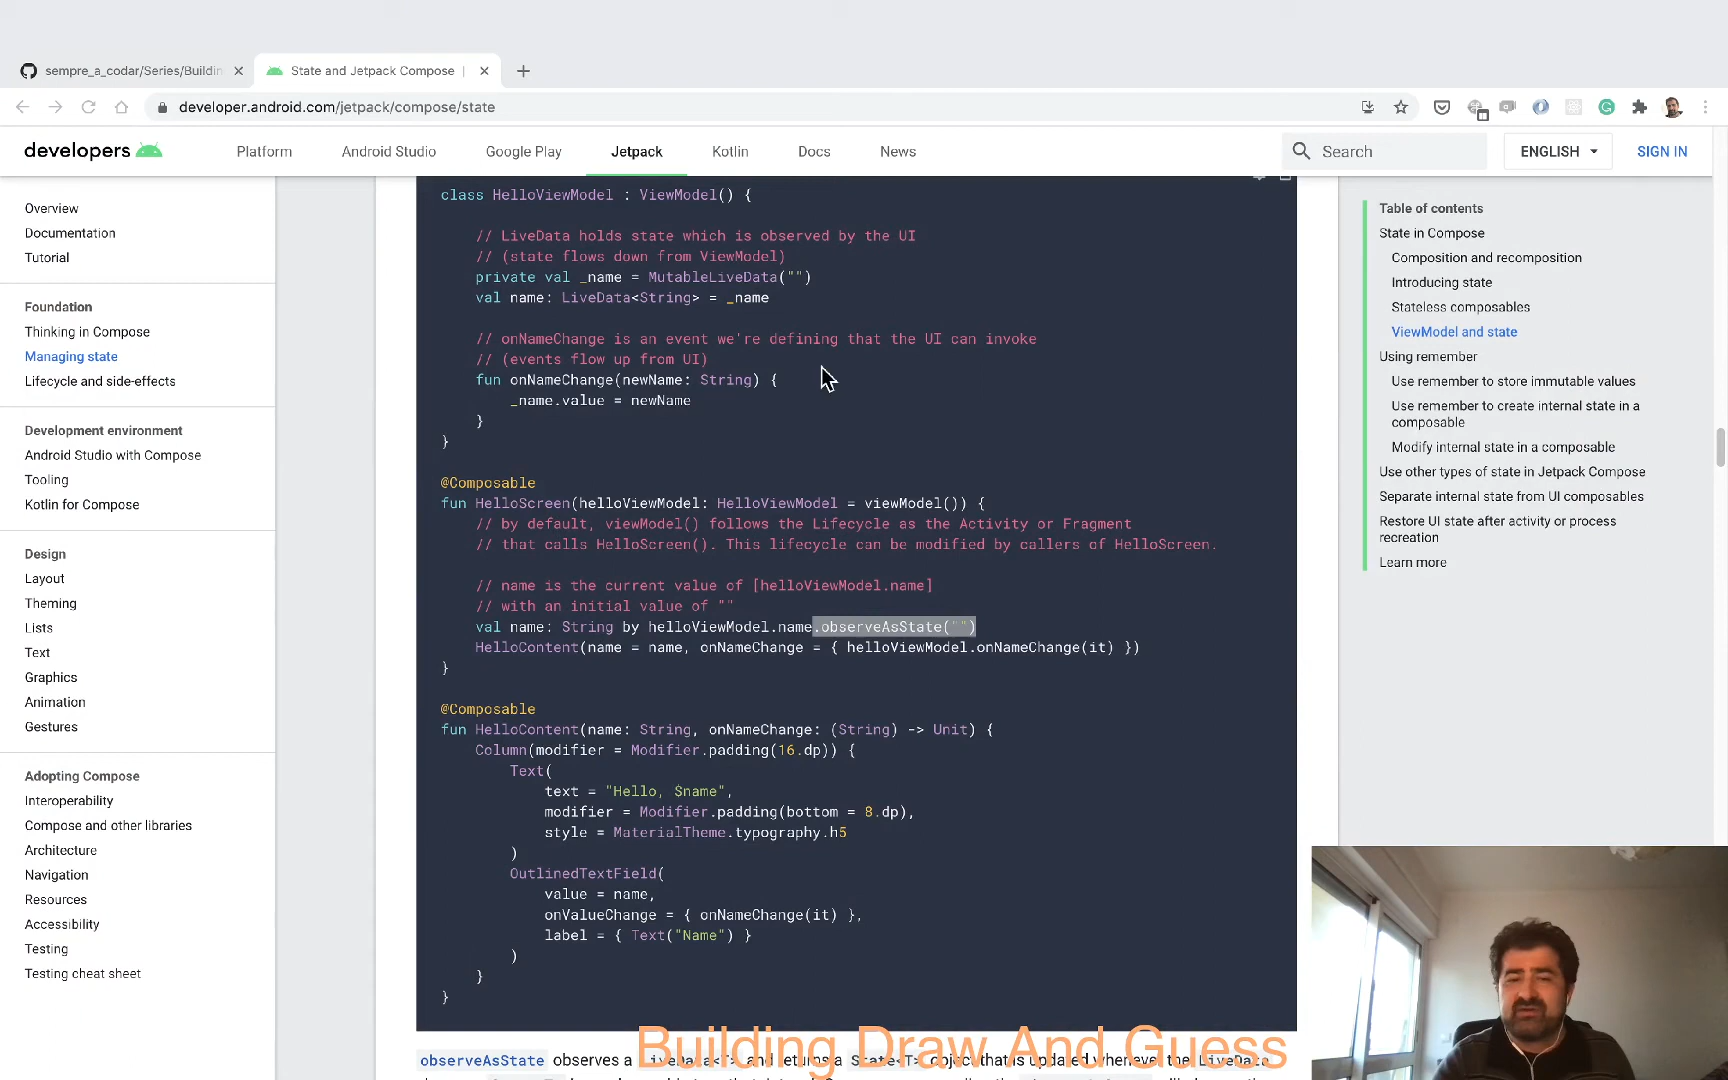 sempre_a_codar/Series/Buildin
State and Jetpack Compose |
developer.android.com/jetpack/compose/state
developers
Platform
Android Studio
Google Play
Jetpack
Kotlin
Docs
News
Search
ENGLISH
SIGN IN
Overview
Documentation
Tutorial
Foundation
Thinking in Compose
Managing state
Lifecycle and side-effects
Development environment
Android Studio with Compose
Tooling
Kotlin for Compose
Design
Layout
Theming
Lists
Text
Graphics
Animation
Gestures
Adopting Compose
Interoperability
Compose and other libraries
Architecture
Navigation
Resources
Accessibility
Testing
Testing cheat sheet
class HelloViewModel : ViewModel() {
// LiveData holds state which is observed by the UI
// (state flows down from ViewModel)
private val _name = MutableLiveData("")
val name: LiveData<String> = _name
// onNameChange is an event we're defining that the UI can invoke
// (events flow up from UI)
fun onNameChange(newName: String) {
_name.value = newName
}
}
@Composable
fun HelloScreen(helloViewModel: HelloViewModel = viewModel()) {
// by default, viewModel() follows the Lifecycle as the Activity or Fragment
// that calls HelloScreen(). This lifecycle can be modified by callers of HelloScreen.
// name is the current value of [helloViewModel.name]
// with an initial value of ""
val name: String by helloViewModel.name.observeAsState("")
HelloContent(name = name, onNameChange = { helloViewModel.onNameChange(it) })
}
@Composable
fun HelloContent(name: String, onNameChange: (String) -> Unit) {
Column(modifier = Modifier.padding(16.dp)) {
Text(
text = "Hello, $name",
modifier = Modifier.padding(bottom = 8.dp),
style = MaterialTheme.typography.h5
)
OutlinedTextField(
value = name,
onValueChange = { onNameChange(it) },
label = { Text("Name") }
)
}
}
observeAsState observes a LiveData<T> and returns a State<T> object that is updated whenever the LiveData
Building Draw And Guess
Table of contents
State in Compose
Composition and recomposition
Introducing state
Stateless composables
ViewModel and state
Using remember
Use remember to store immutable values
Use remember to create internal state in a
composable
Modify internal state in a composable
Use other types of state in Jetpack Compose
Separate internal state from UI composables
Restore UI state after activity or process
recreation
Learn more